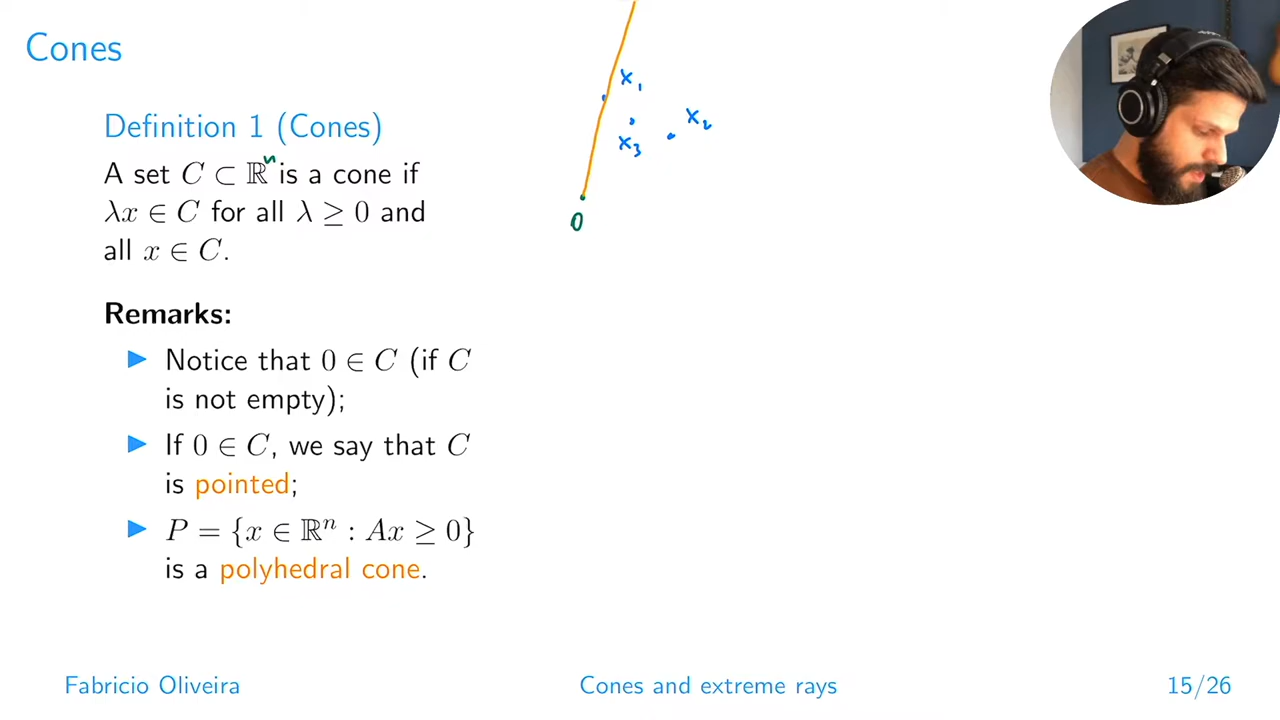 Cones
Definition 1 (Cones)
A set C ⊂ ℝⁿ is a cone if
λx ∈ C for all λ ≥ 0 and
all x ∈ C.
Remarks:
▶ Notice that 0 ∈ C (if C
is not empty);
▶ If 0 ∈ C, we say that C
is pointed;
▶ P = {x ∈ ℝⁿ : Ax ≥ 0}
is a polyhedral cone.
x₁
x₂
x₃
0
Fabricio Oliveira
Cones and extreme rays
15/26